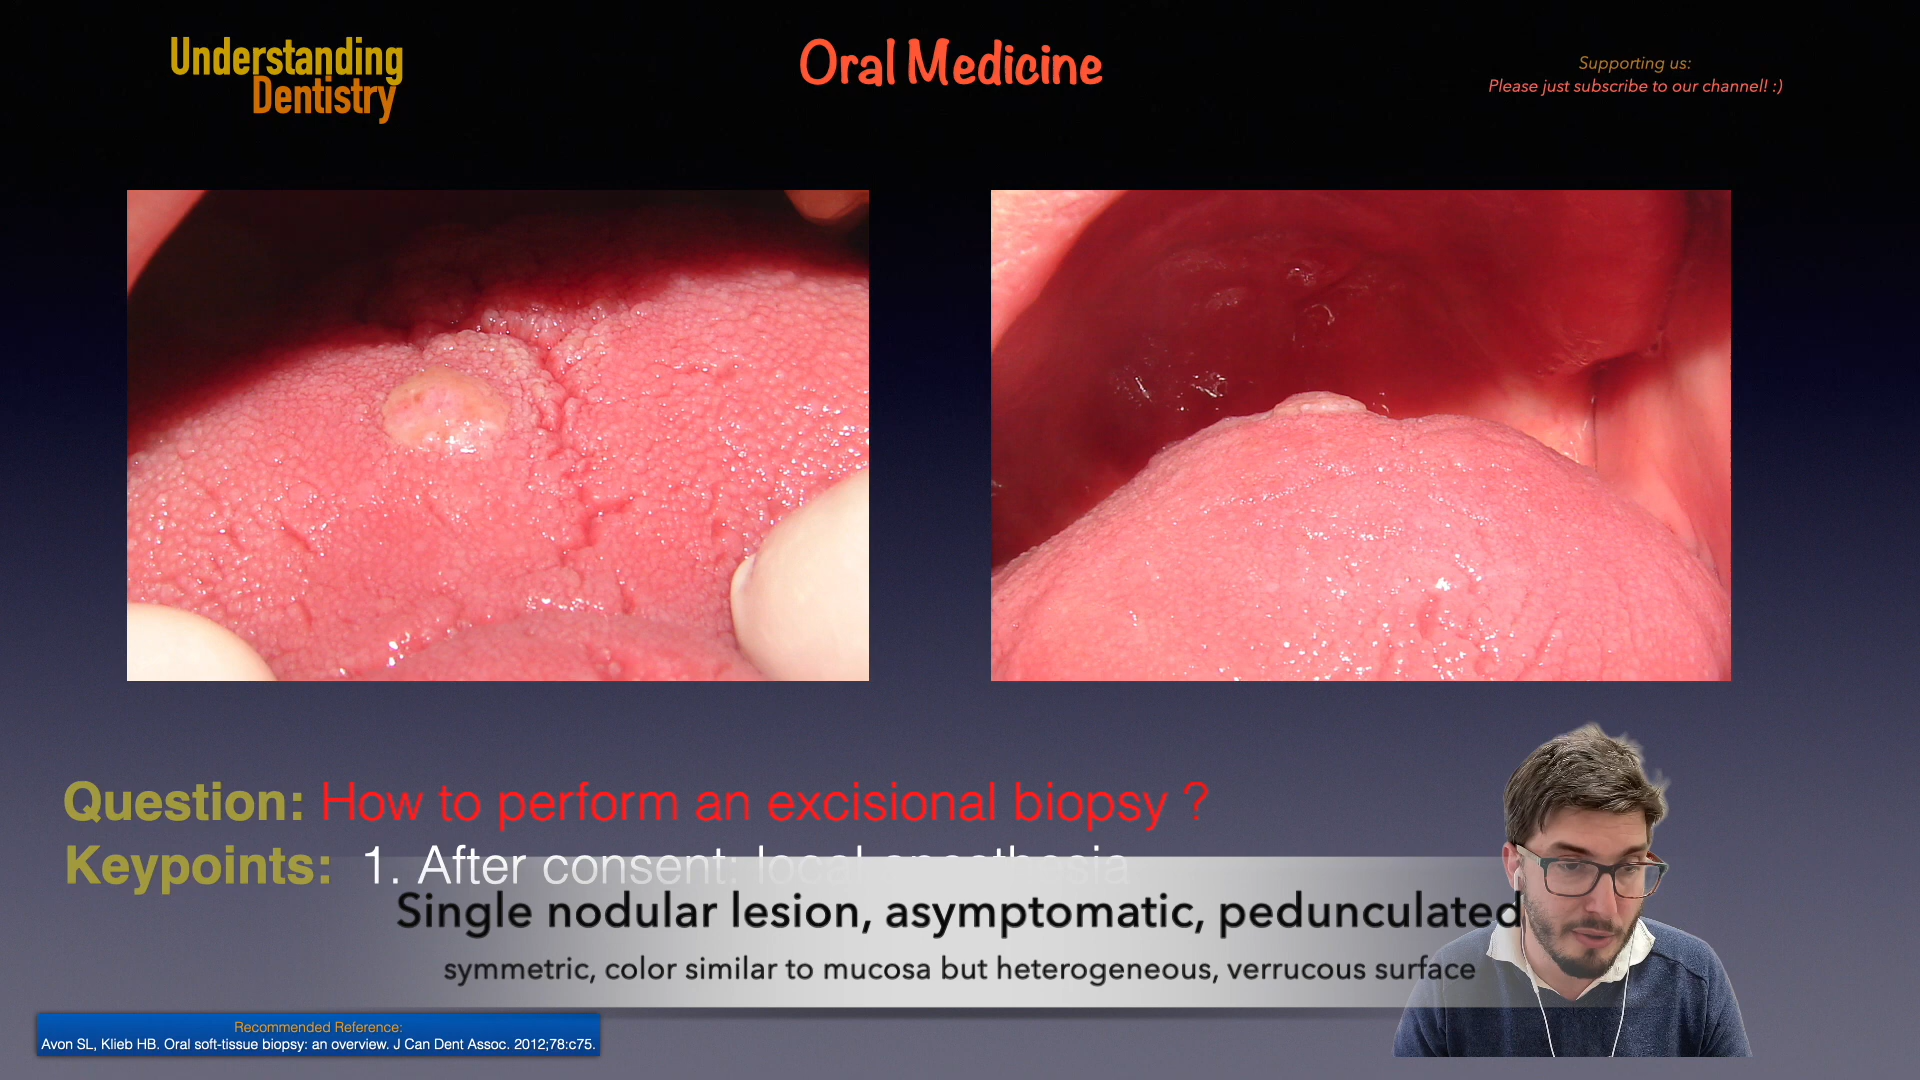 Understanding
Dentistry
Oral Medicine
Supporting us:
Please just subscribe to our channel! :)
Question: How to perform an excisional biopsy ?
Keypoints: 1. After consent: local anesthesia
Single nodular lesion, asymptomatic, pedunculated
symmetric, color similar to mucosa but heterogeneous, verrucous surface
Recommended Reference:
Avon SL, Klieb HB. Oral soft-tissue biopsy: an overview. J Can Dent Assoc. 2012;78:c75.